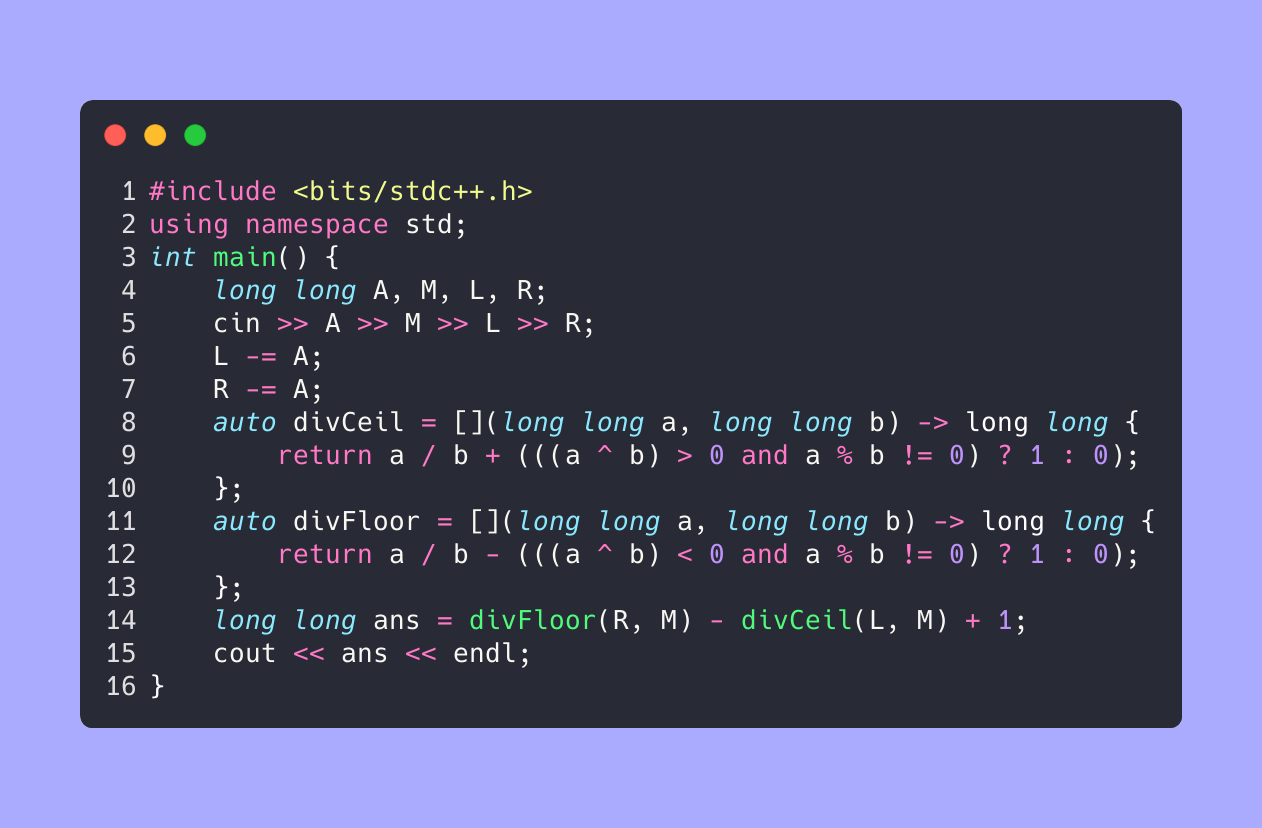 1 #include <bits/stdc++.h>
2 using namespace std;
3 int main() {
4     long long A, M, L, R;
5     cin >> A >> M >> L >> R;
6     L -= A;
7     R -= A;
8     auto divCeil = [](long long a, long long b) -> long long {
9         return a / b + (((a ^ b) > 0 and a % b != 0) ? 1 : 0);
10     };
11     auto divFloor = [](long long a, long long b) -> long long {
12         return a / b - (((a ^ b) < 0 and a % b != 0) ? 1 : 0);
13     };
14     long long ans = divFloor(R, M) - divCeil(L, M) + 1;
15     cout << ans << endl;
16 }